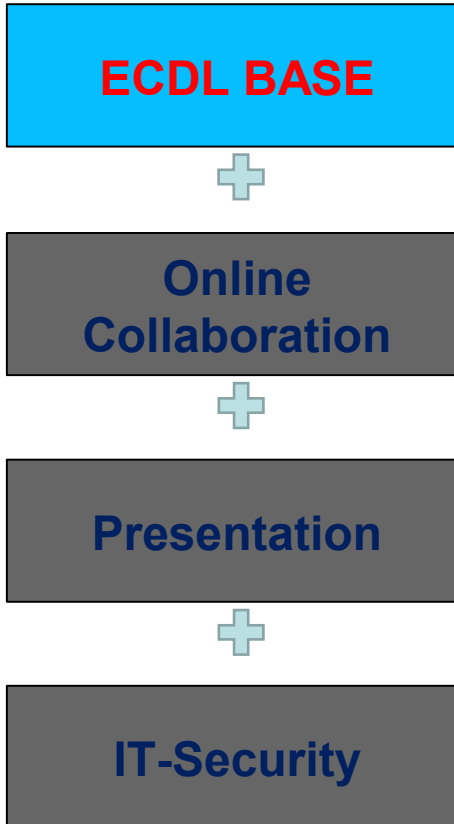 ECDL BASE
Online
Collaboration
Presentation
IT-Security